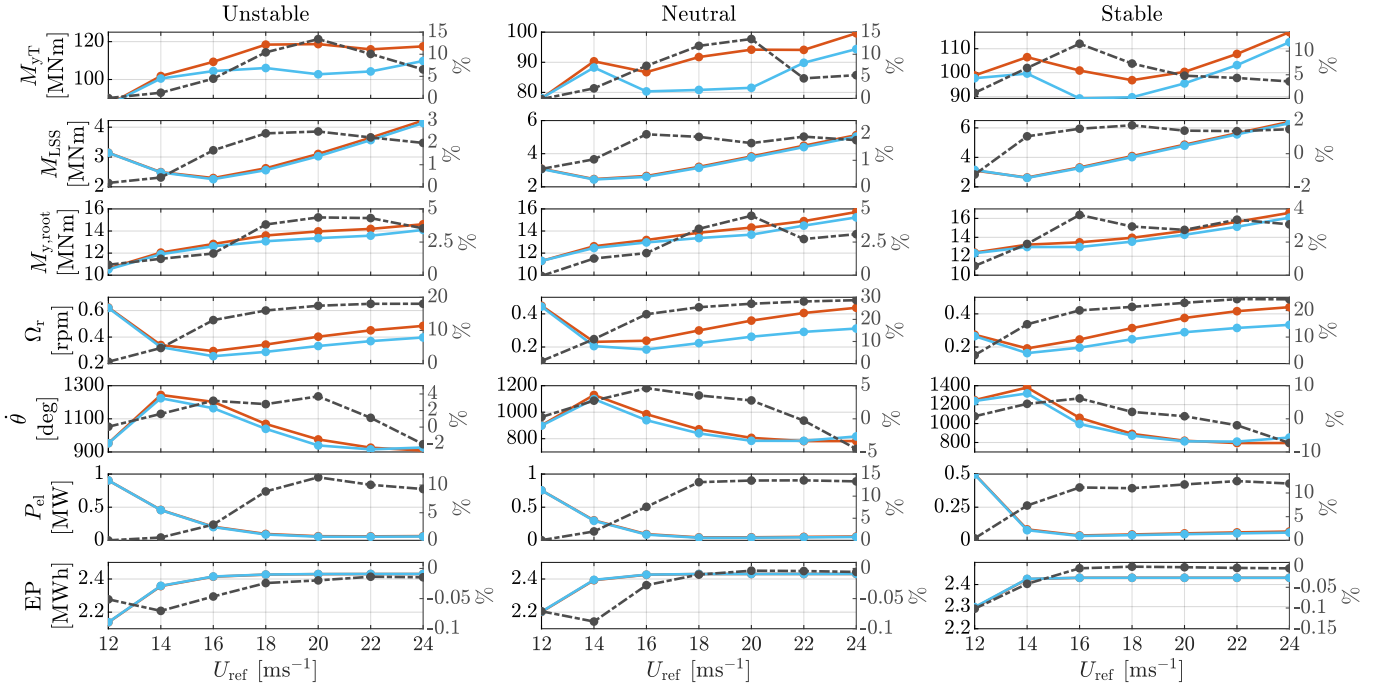 Unstable Neutral Stable
M_yT [MNm] 120 100 15 10 5 0 % 100 90 80 15 10 5 0 % 110 100 90 10 5 0 %
M_LSS [MNm] 4 3 2 3 2 1 0 % 6 4 2 2 1 0 % 6 4 2 2 0 -2 %
M_y,root [MNm] 16 14 12 10 5 2.5 0 % 16 14 12 10 5 2.5 0 % 16 14 12 10 4 2 0 %
Ω_r [rpm] 0.6 0.4 0.2 20 10 0 % 0.4 0.2 30 20 10 0 % 0.4 0.2 20 10 0 %
θ̇ [deg] 1300 1100 900 4 2 0 -2 % 1200 1000 800 5 0 -5 % 1400 1200 1000 800 10 0 -10 %
P_el [MW] 1 0.5 0 10 5 0 % 1 0.5 0 15 10 5 0 % 0.5 0.25 0 10 5 0 %
EP [MWh] 2.4 2.2 0 -0.05 -0.1 % 2.4 2.2 0 -0.05 -0.1 % 2.4 2.3 2.2 0 -0.05 -0.1 -0.15 %
12 14 16 18 20 22 24 12 14 16 18 20 22 24 12 14 16 18 20 22 24
U_ref [ms⁻¹] U_ref [ms⁻¹] U_ref [ms⁻¹]